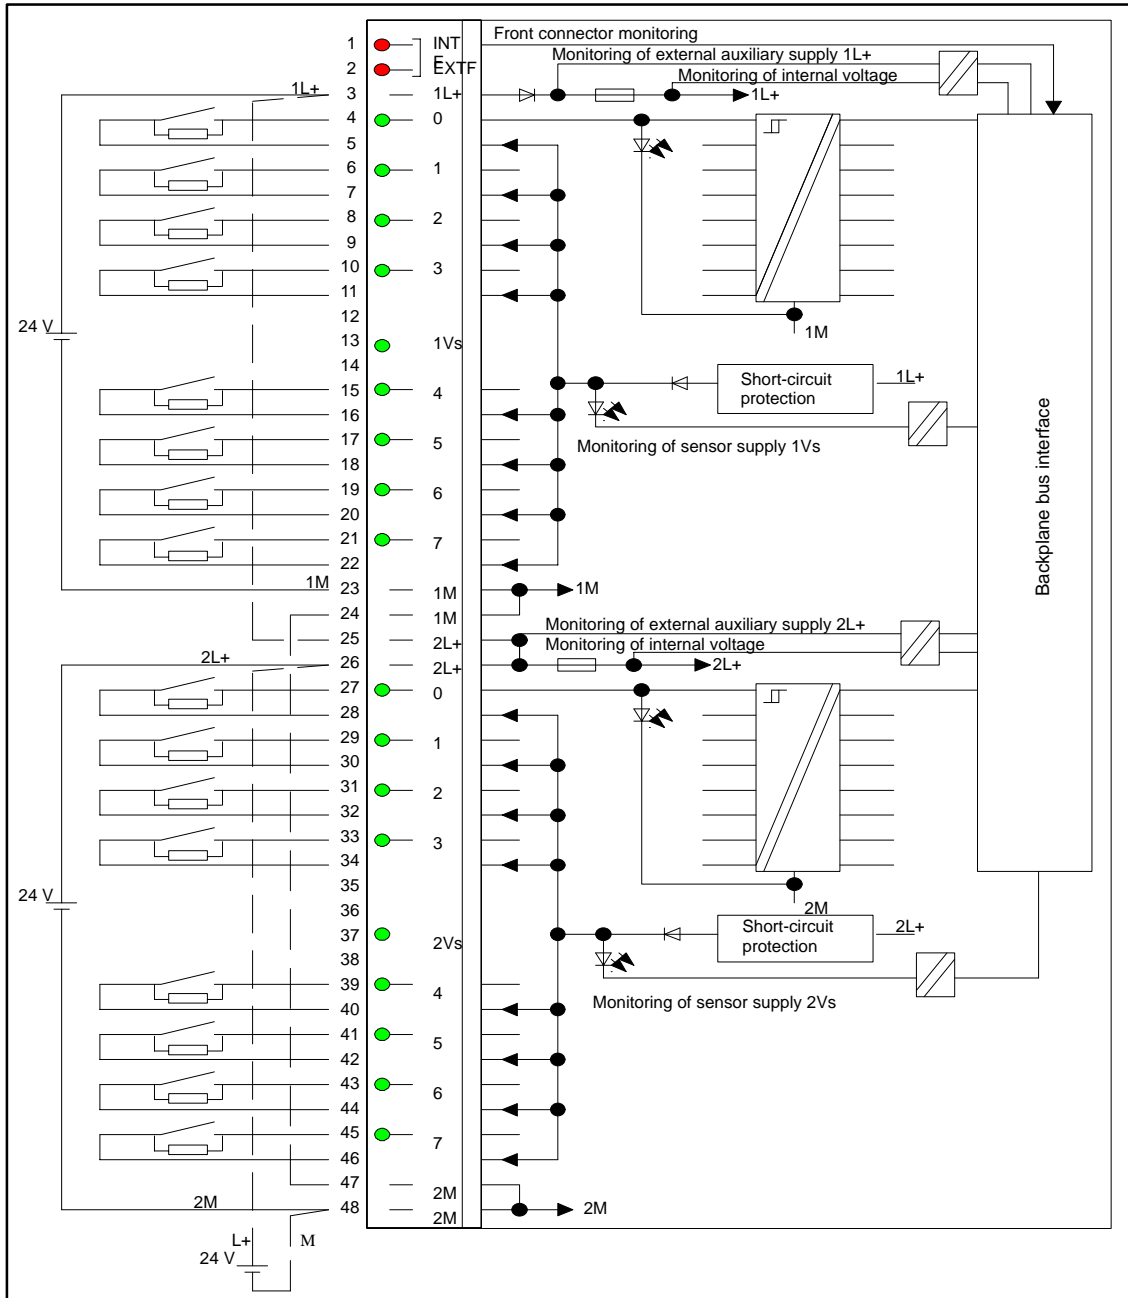 1 INT Front connector monitoring
E
2 EXTF Monitoring of external auxiliary supply 1L+
Monitoring of internal voltage
1L+ 3 1L+ 1L+
4 0
5
6 1
7
8 2
9
10 3
11
12
24 V
13 1Vs 1M
14
15 4 Short-circuit protection 1L+
16
17 5 Monitoring of sensor supply 1Vs
18
19 6
20
21 7
22
Backplane bus interface
1M 23 1M 1M
24 1M
25 2L+ Monitoring of external auxiliary supply 2L+
Monitoring of internal voltage
2L+ 26 2L+ 2L+
27 0
28
29 1
30
31 2
32
33 3
34
35
24 V
36 2M
37 2Vs Short-circuit protection 2L+
38
39 4 Monitoring of sensor supply 2Vs
40
41 5
42
43 6
44
45 7
46
47 2M
2M 48 2M 2M
L+ M
24 V